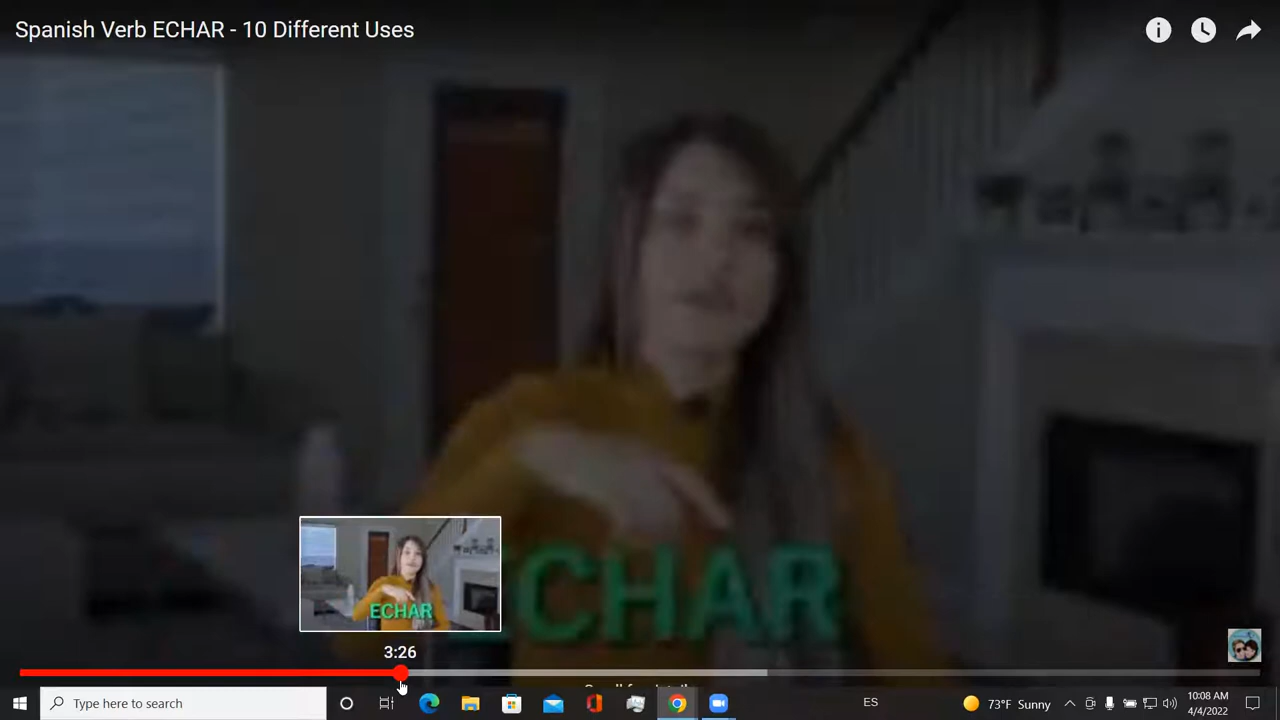 Spanish Verb ECHAR - 10 Different Uses
ECHAR
ECHAR
3:26
Type here to search
ES
73°F Sunny
10:08 AM
4/4/2022